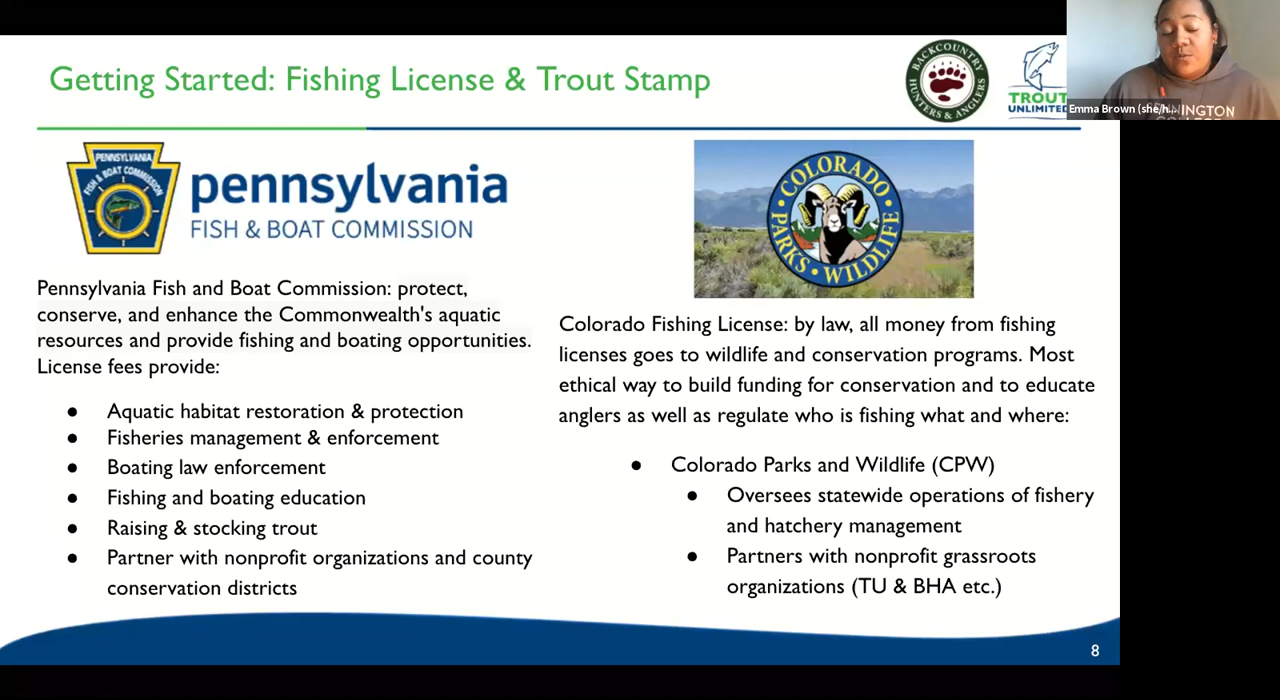 Getting Started: Fishing License & Trout Stamp
BACKCOUNTRY
HUNTERS & ANGLERS
TROUT
UNLIMITED
Emma Brown (she/h...
NINGTON
PENNSYLVANIA
FISH & BOAT COMMISSION
pennsylvania
FISH & BOAT COMMISSION
Pennsylvania Fish and Boat Commission: protect,
conserve, and enhance the Commonwealth's aquatic
resources and provide fishing and boating opportunities.
License fees provide:
● Aquatic habitat restoration & protection
● Fisheries management & enforcement
● Boating law enforcement
● Fishing and boating education
● Raising & stocking trout
● Partner with nonprofit organizations and county
conservation districts
COLORADO
PARKS • WILDLIFE
Colorado Fishing License: by law, all money from fishing
licenses goes to wildlife and conservation programs. Most
ethical way to build funding for conservation and to educate
anglers as well as regulate who is fishing what and where:
● Colorado Parks and Wildlife (CPW)
● Oversees statewide operations of fishery
and hatchery management
● Partners with nonprofit grassroots
organizations (TU & BHA etc.)
8